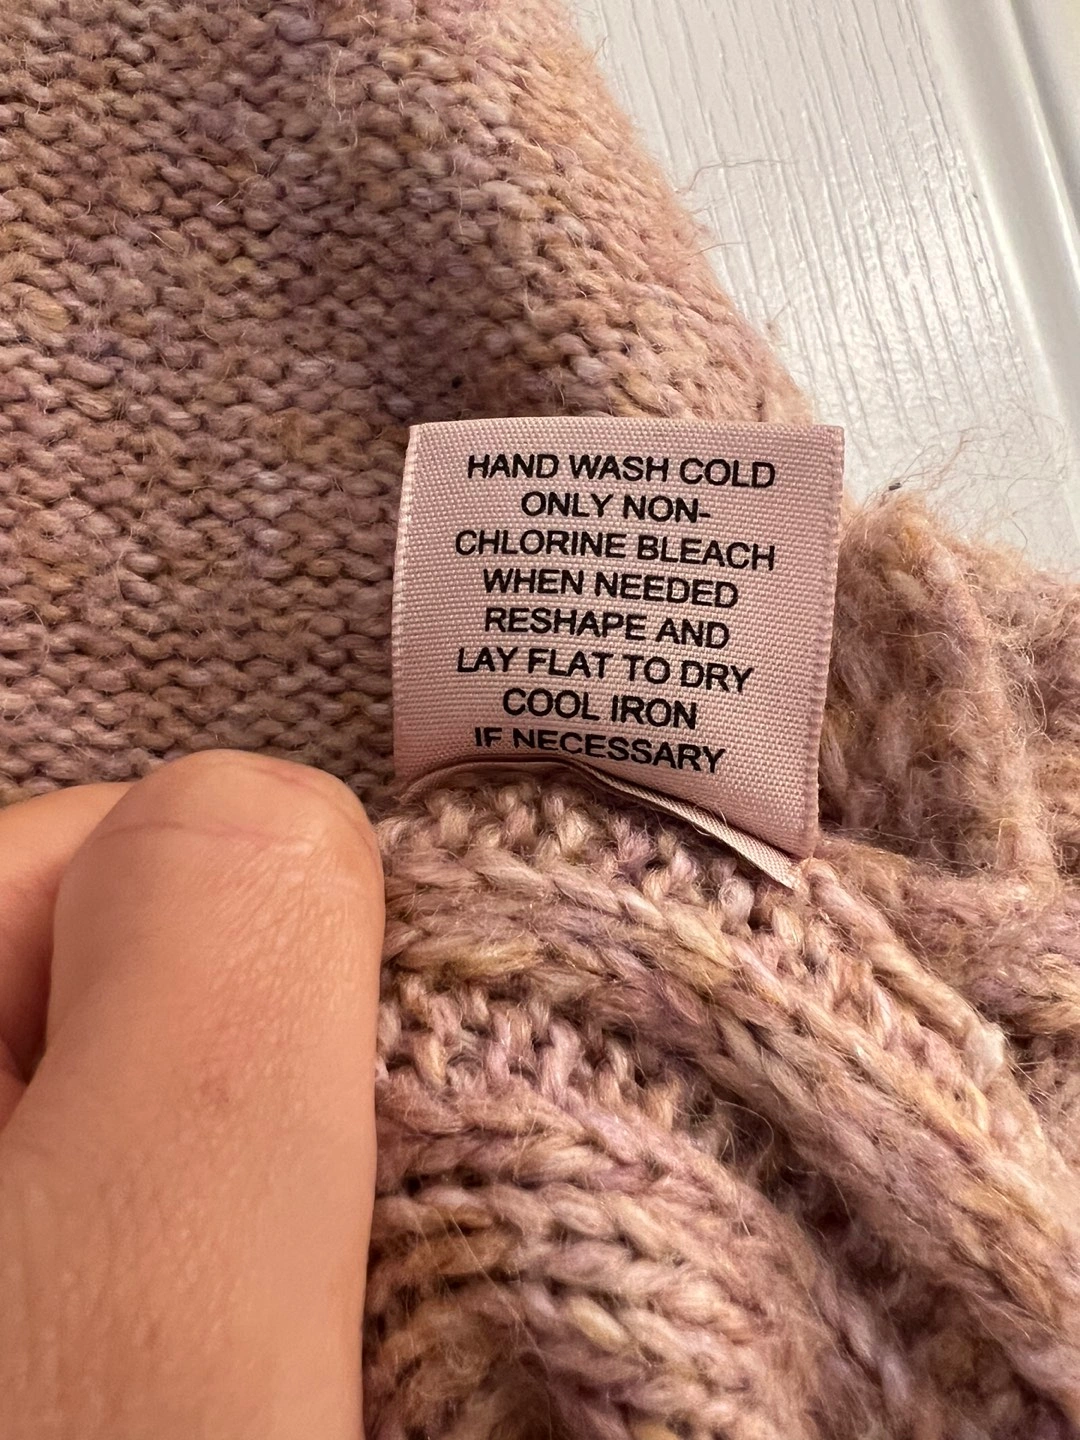 HAND WASH COLD
ONLY NON-
CHLORINE BLEACH
WHEN NEEDED
RESHAPE AND
LAY FLAT TO DRY
COOL IRON
IF NECESSARY